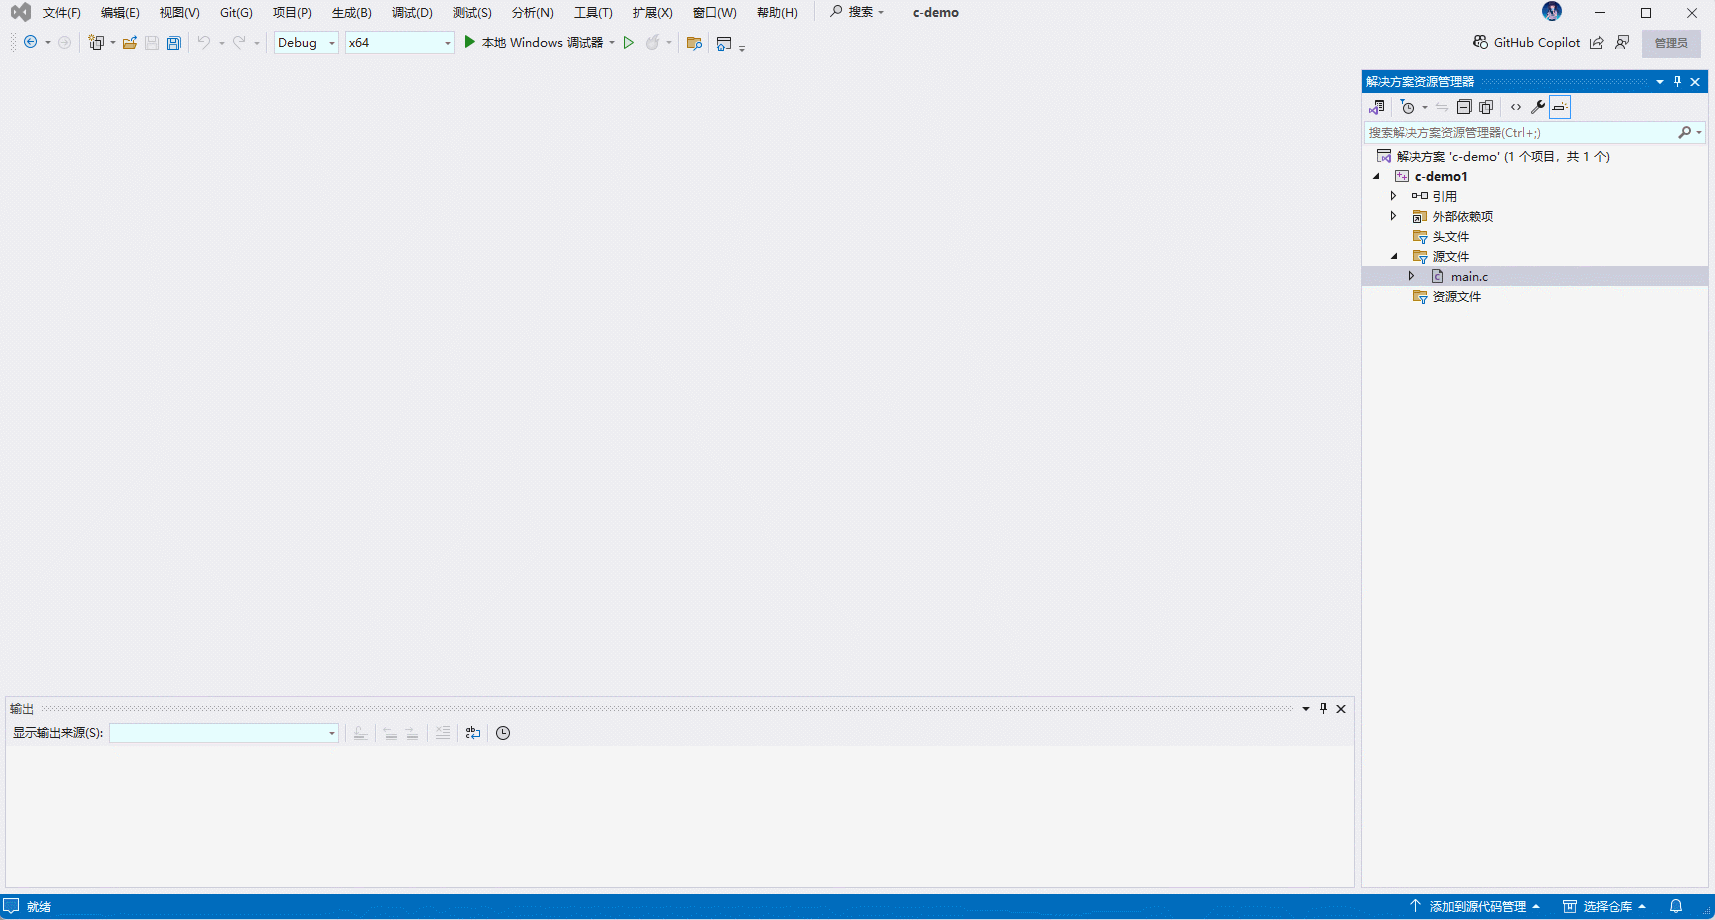 文件(F) 编辑(E) 视图(V) Git(G) 项目(P) 生成(B) 调试(D) 测试(S) 分析(N) 工具(T) 扩展(X) 窗口(W) 帮助(H) 搜索 c-demo
Debug x64 本地 Windows 调试器 GitHub Copilot 管理员
解决方案资源管理器
搜索解决方案资源管理器(Ctrl+;)
解决方案 'c-demo' (1 个项目，共 1 个)
c-demo1
引用
外部依赖项
头文件
源文件
main.c
资源文件
输出
显示输出来源(S):
就绪 添加到源代码管理 选择仓库